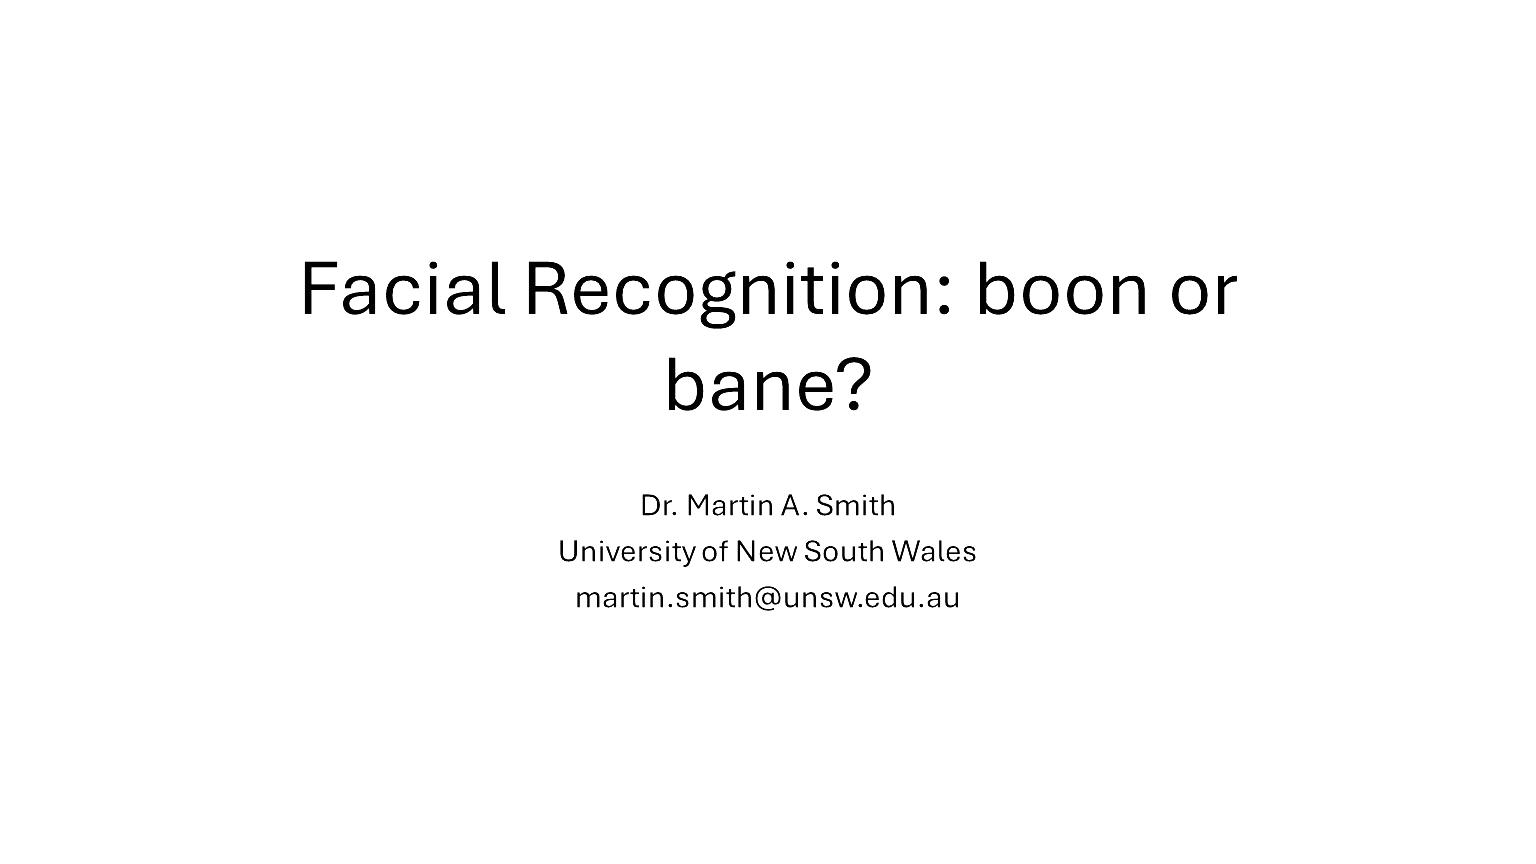 Facial Recognition: boon or
bane?
Dr. Martin A. Smith
University of New South Wales
martin.smith@unsw.edu.au